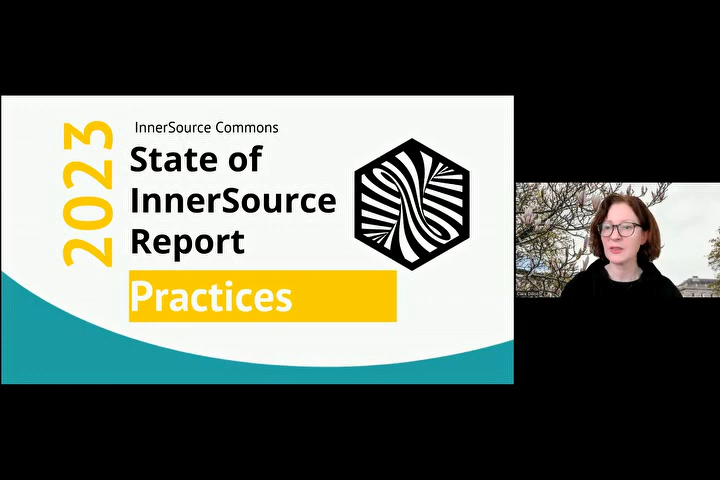 2023
InnerSource Commons
State of
InnerSource
Report
Practices